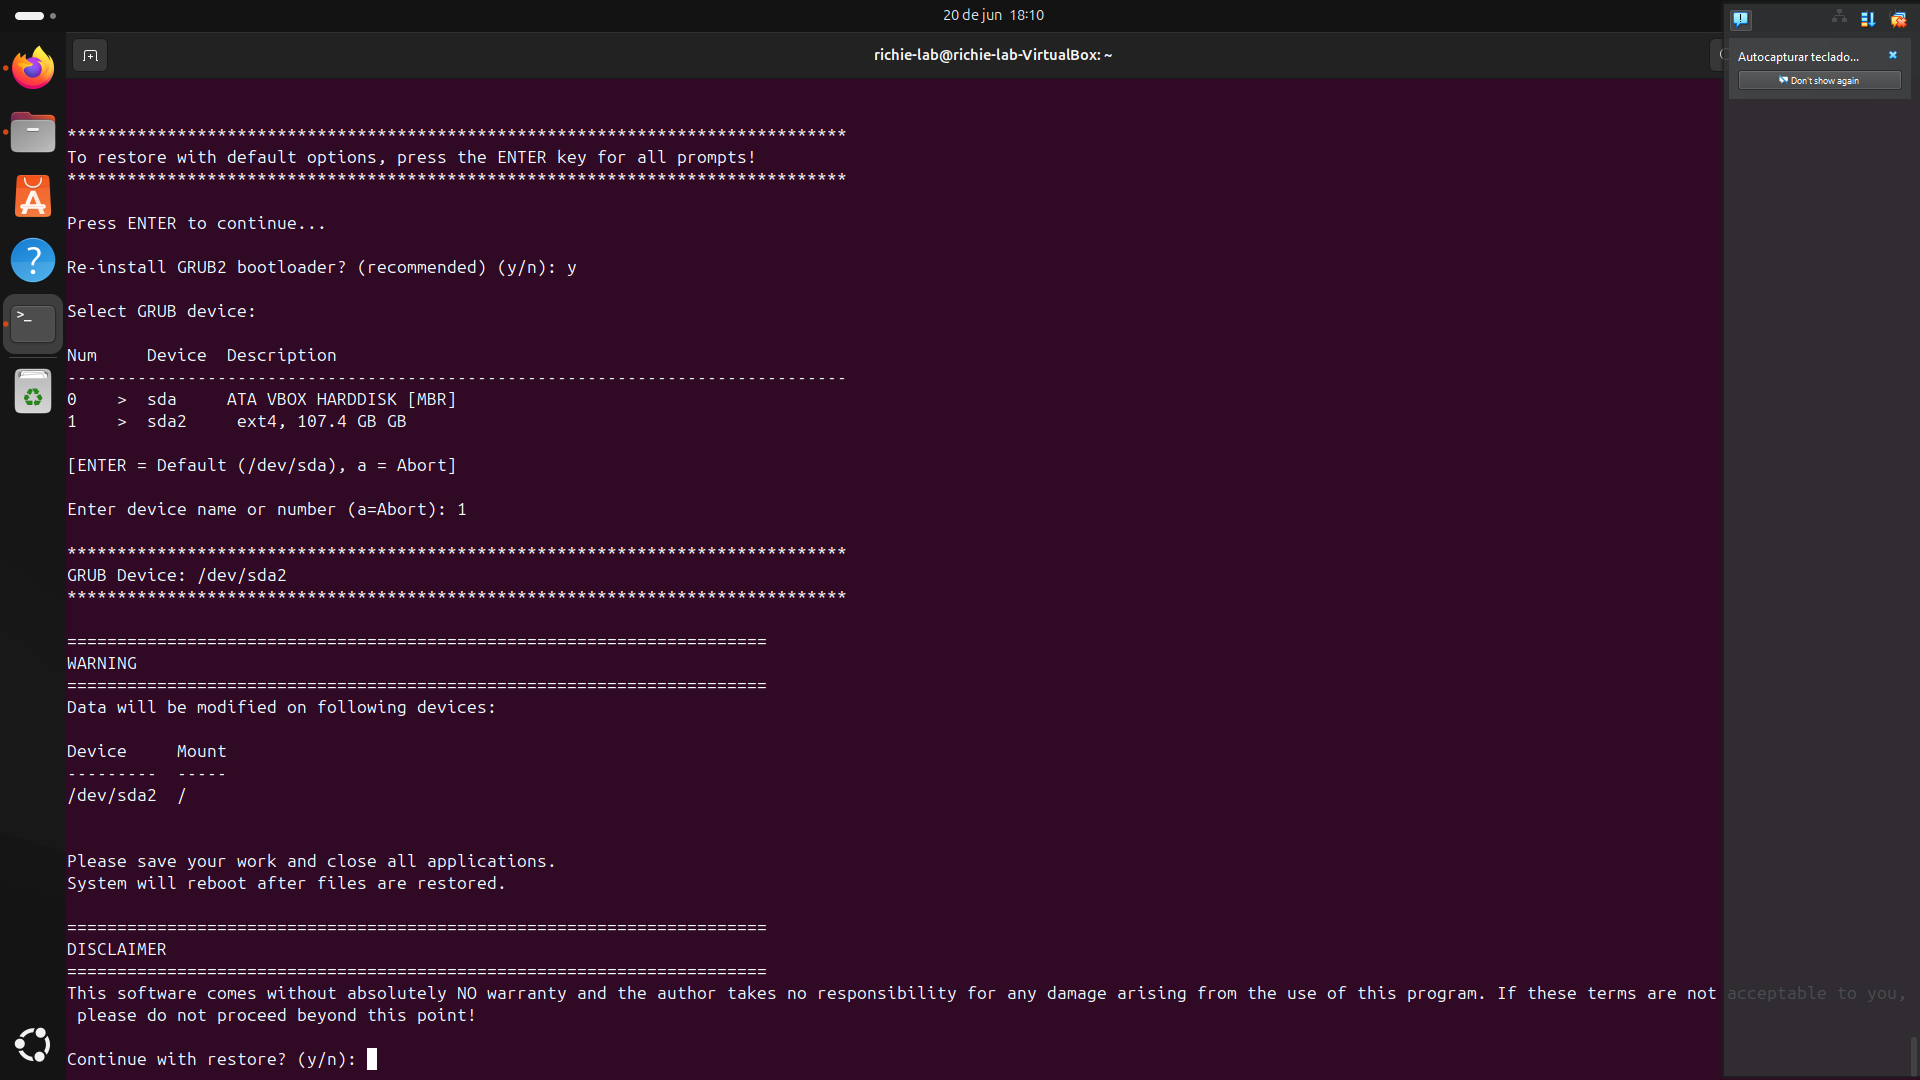 20 de jun 18:10
richie-lab@richie-lab-VirtualBox: ~
Autocapturar teclado...
Don't show again
******************************************************************************
To restore with default options, press the ENTER key for all prompts!
******************************************************************************
Press ENTER to continue...
Re-install GRUB2 bootloader? (recommended) (y/n): y
Select GRUB device:
Num     Device  Description
------------------------------------------------------------------------------
0    >  sda     ATA VBOX HARDDISK [MBR]
1    >  sda2     ext4, 107.4 GB GB
[ENTER = Default (/dev/sda), a = Abort]
Enter device name or number (a=Abort): 1
******************************************************************************
GRUB Device: /dev/sda2
******************************************************************************
======================================================================
WARNING
======================================================================
Data will be modified on following devices:
Device     Mount
---------  -----
/dev/sda2  /
Please save your work and close all applications.
System will reboot after files are restored.
======================================================================
DISCLAIMER
======================================================================
This software comes without absolutely NO warranty and the author takes no responsibility for any damage arising from the use of this program. If these terms are not acceptable to you,
 please do not proceed beyond this point!
Continue with restore? (y/n):